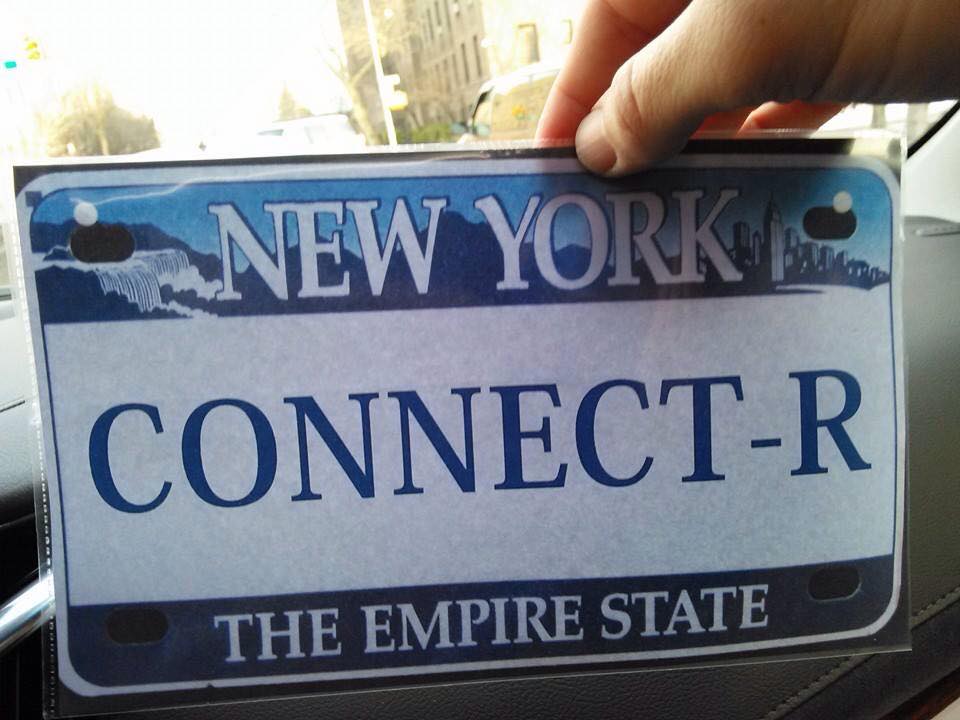 NEW YORK
CONNECT-R
THE EMPIRE STATE